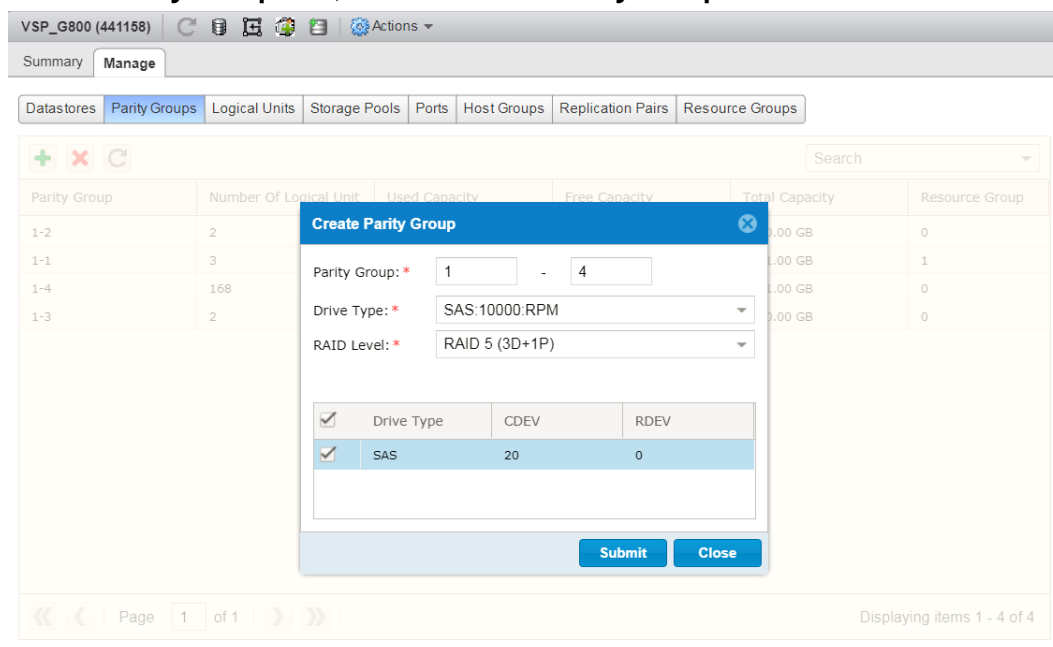 VSP_G800 (441158) Actions
Summary Manage
Datastores Parity Groups Logical Units Storage Pools Ports Host Groups Replication Pairs Resource Groups
Search
Parity Group Number Of Logical Unit Used Capacity Free Capacity Total Capacity Resource Group
1-2 2 .00 GB 0
1-1 3 .00 GB 1
1-4 168 .00 GB 0
1-3 2 .00 GB 0
Create Parity Group
Parity Group: * 1 - 4
Drive Type: * SAS:10000:RPM
RAID Level: * RAID 5 (3D+1P)
Drive Type CDEV RDEV
SAS 20 0
Submit Close
Page 1 of 1 Displaying items 1 - 4 of 4